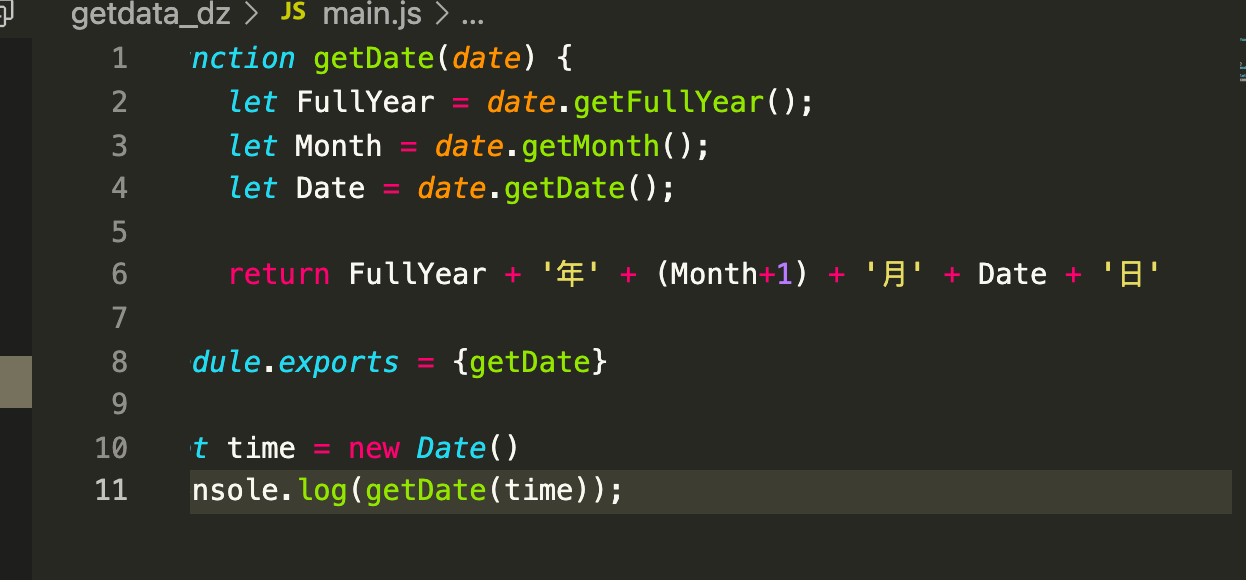 getdata_dz > JS main.js > ...
1 nction getDate(date) {
2 let FullYear = date.getFullYear();
3 let Month = date.getMonth();
4 let Date = date.getDate();
5
6 return FullYear + '年' + (Month+1) + '月' + Date + '日'
7
8 dule.exports = {getDate}
9
10 t time = new Date()
11 nsole.log(getDate(time));